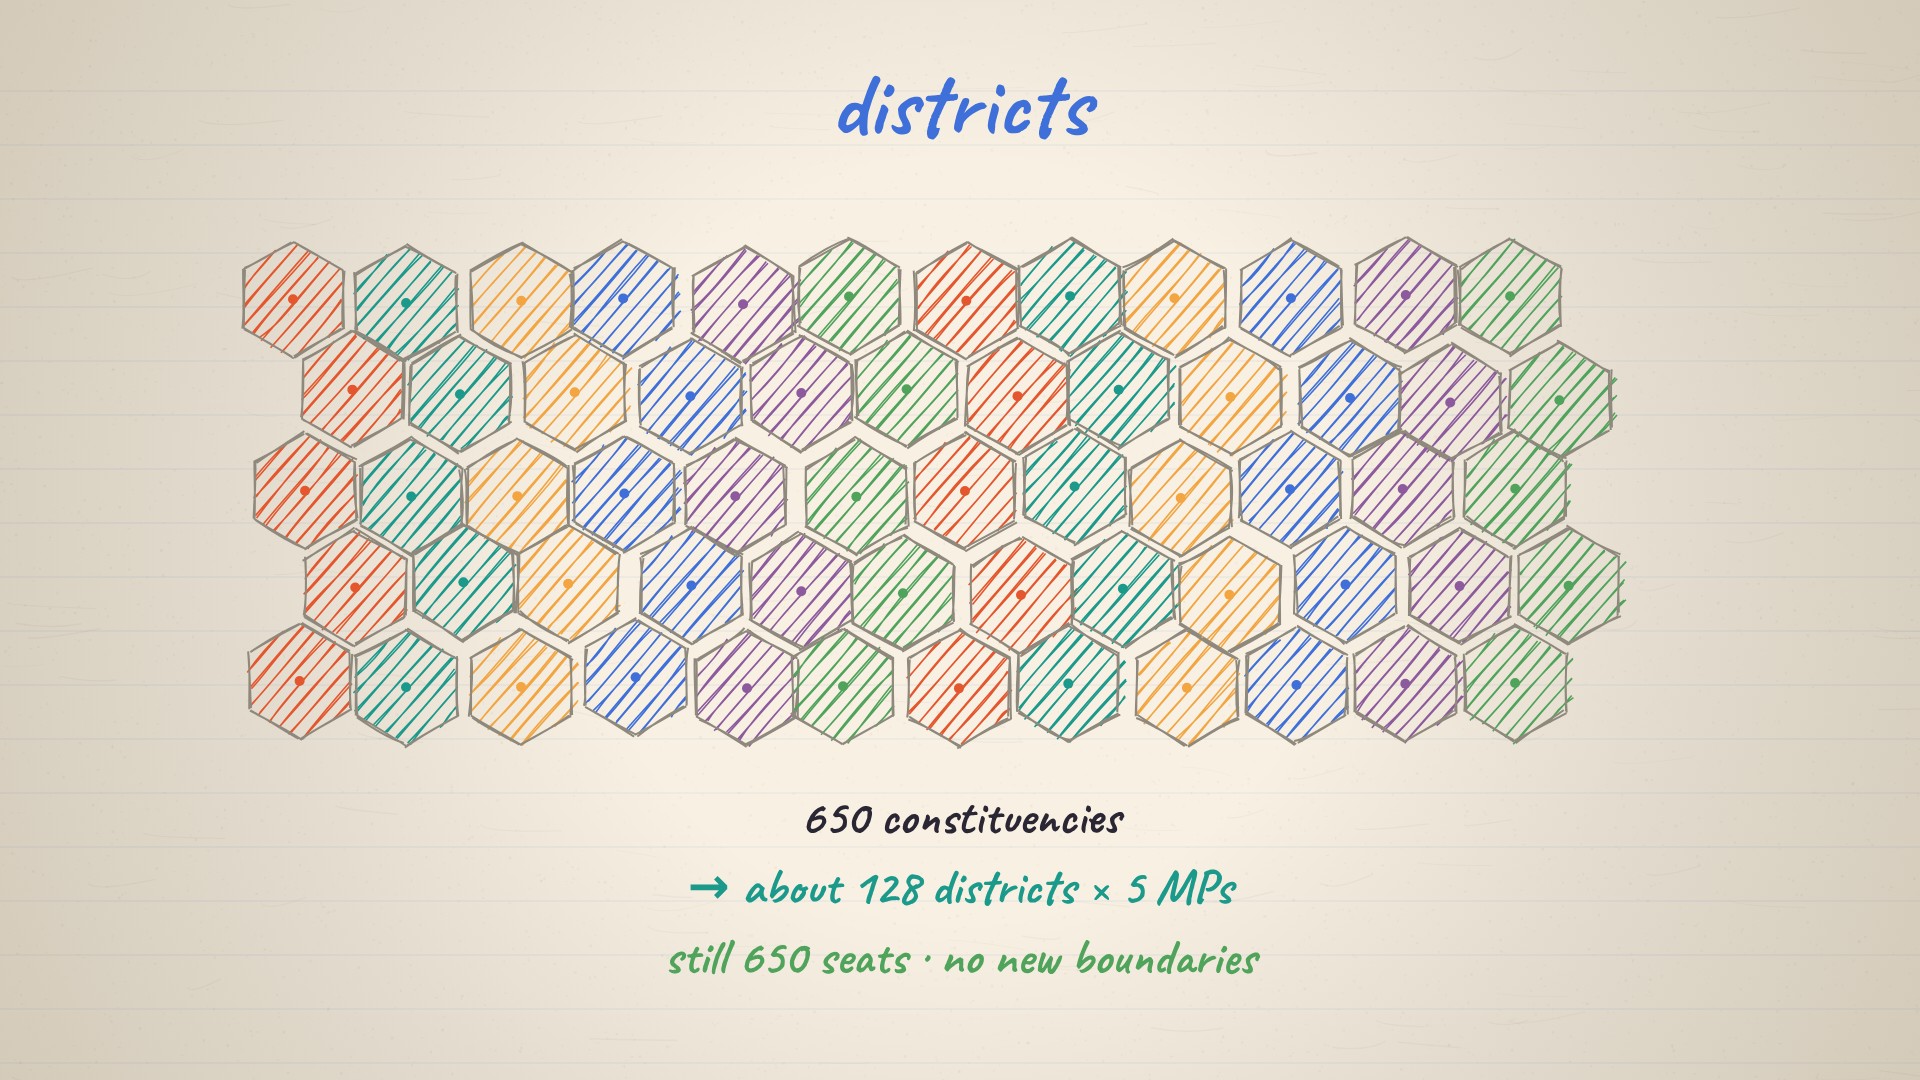 districts
650 constituencies
→ about 128 districts × 5 MPs
still 650 seats · no new boundaries